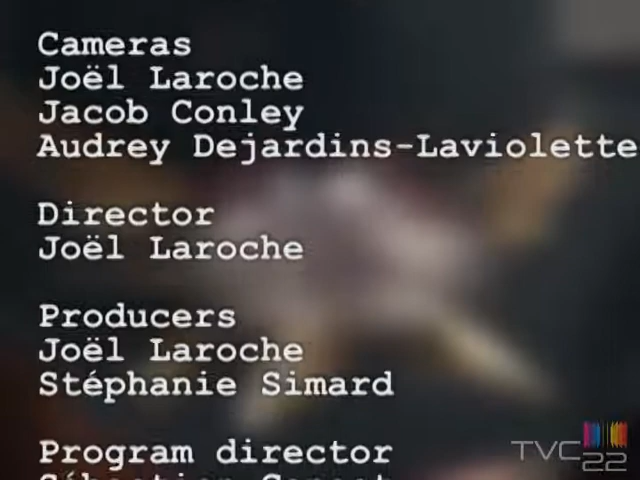 Cameras
Joël Laroche
Jacob Conley
Audrey Dejardins-Laviolette
Director
Joël Laroche
Producers
Joël Laroche
Stéphanie Simard
Program director
TVC22